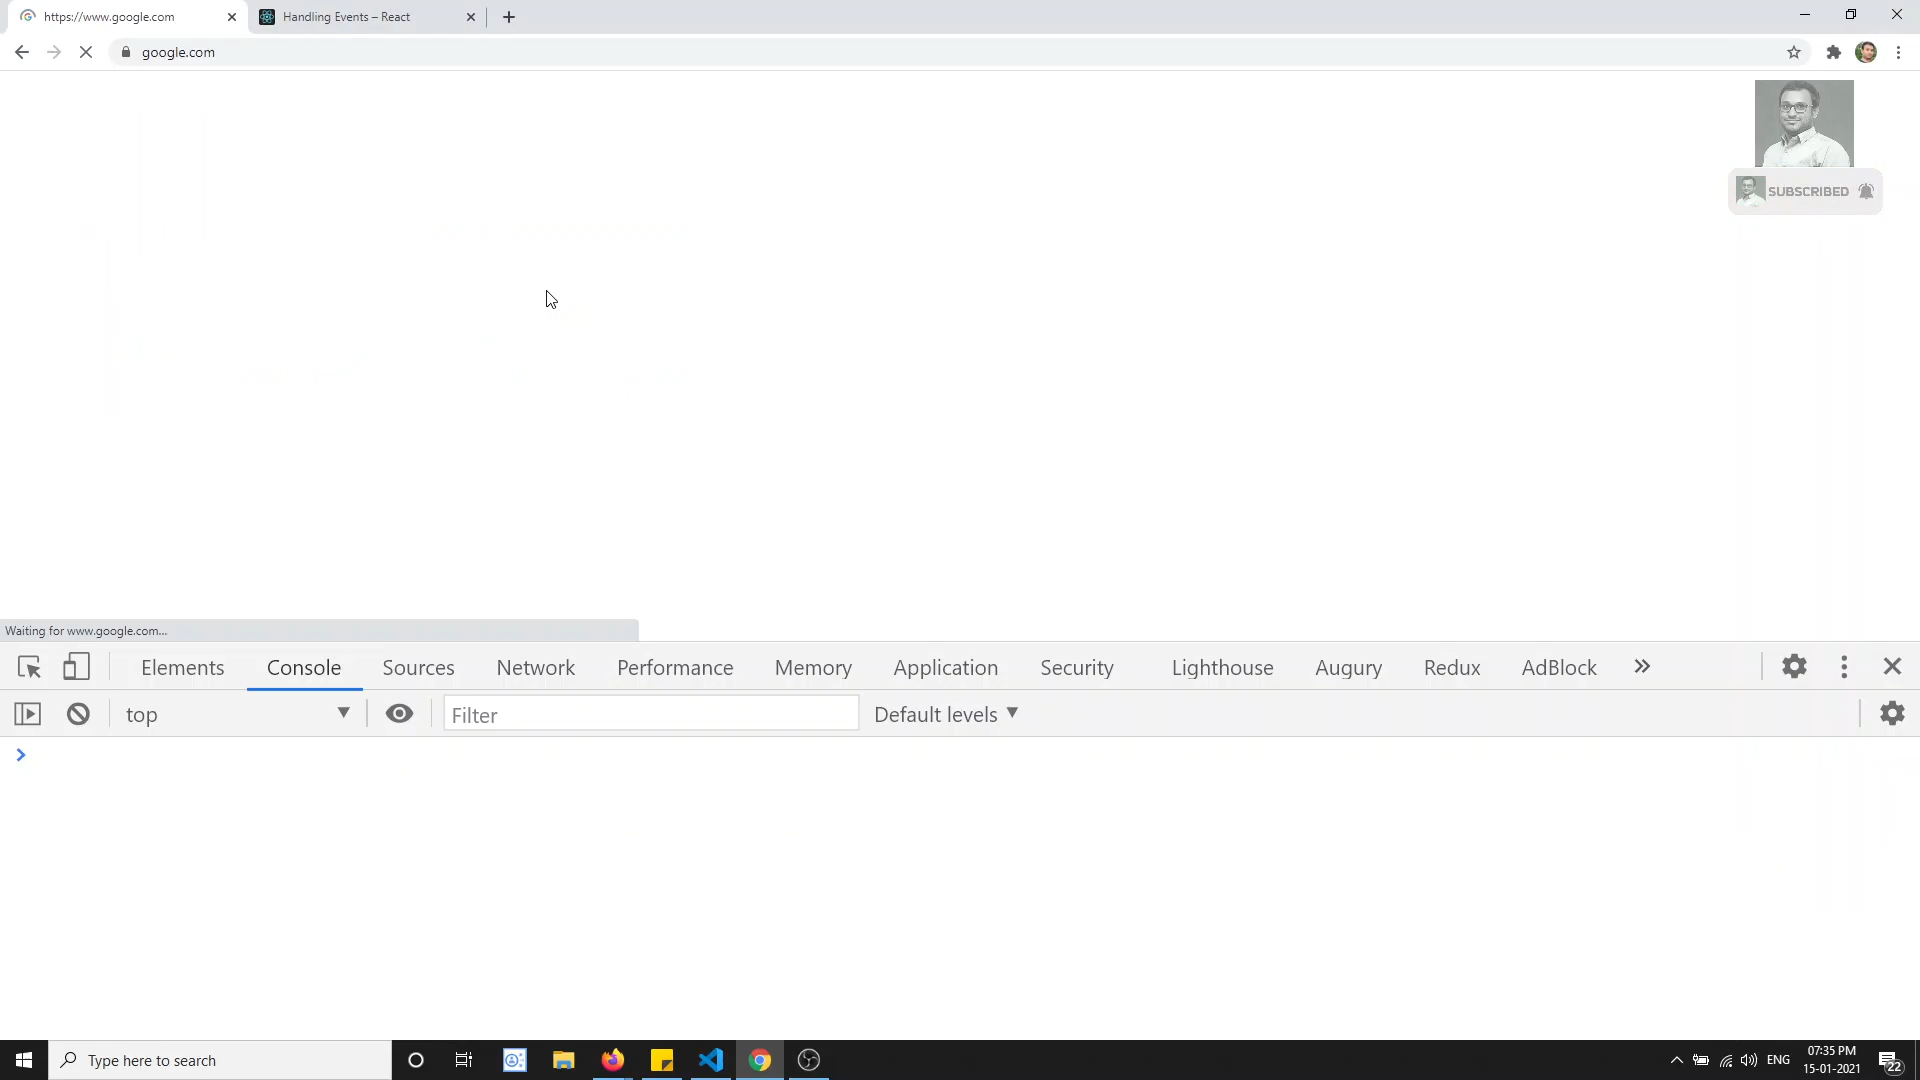 https://www.google.com
Handling Events – React
google.com
SUBSCRIBED
Waiting for www.google.com...
Elements Console Sources Network Performance Memory Application Security Lighthouse Augury Redux AdBlock
top Filter Default levels
Type here to search
ENG
07:35 PM
15-01-2021
22